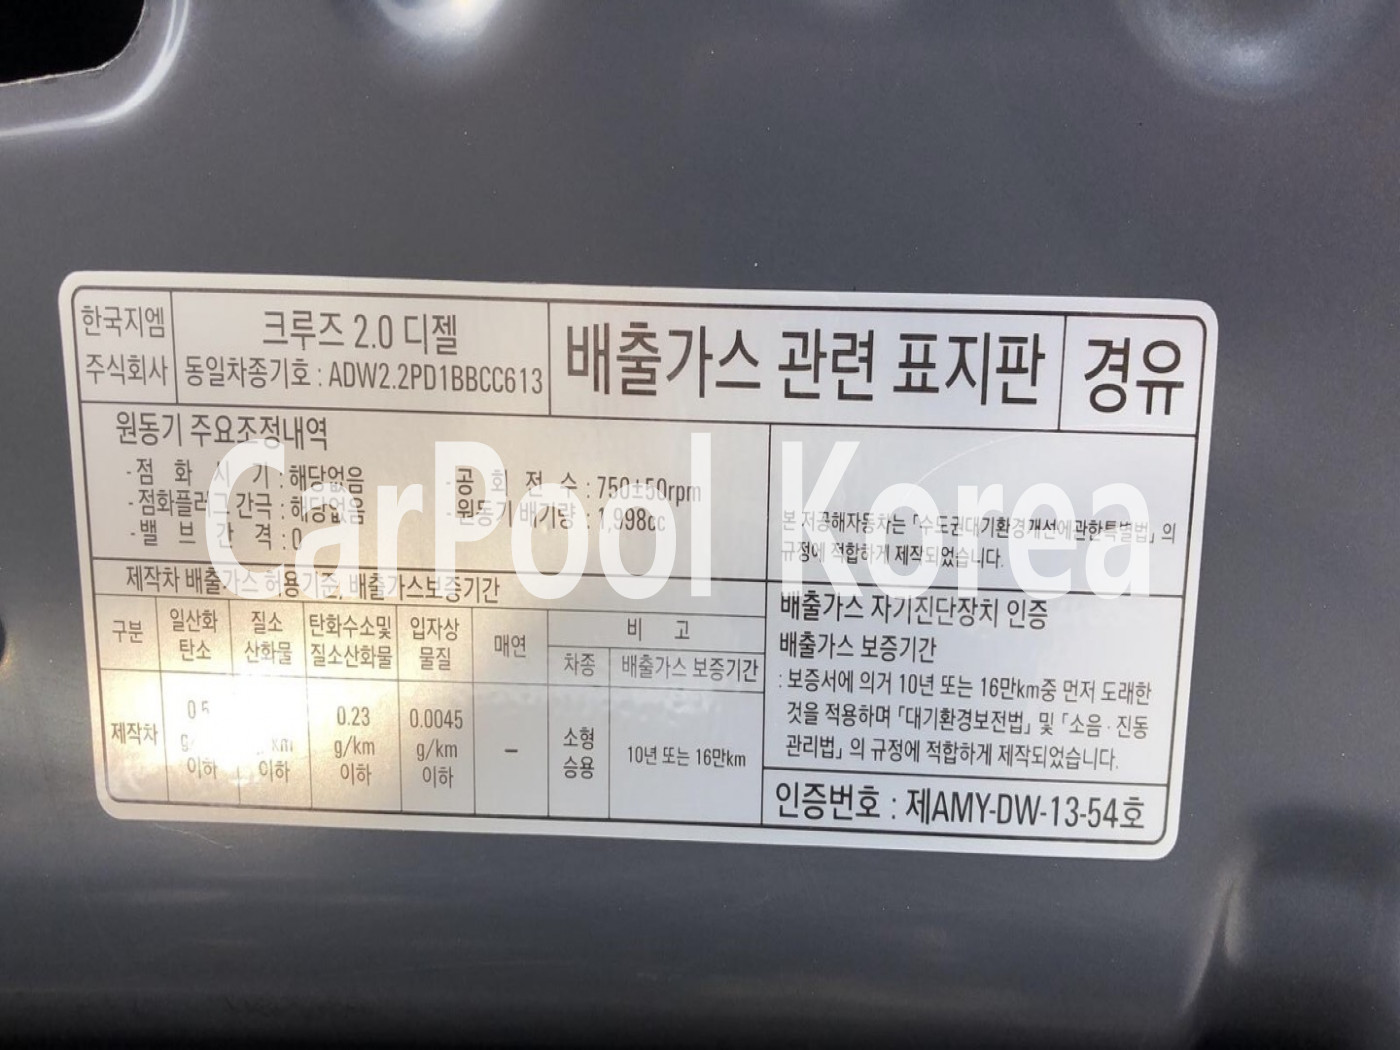 한국지엠
주식회사
크루즈 2.0 디젤
동일차종기호 : ADW2.2PD1BBCC613
배출가스 관련 표지판
경유
원동기 주요조정내역
- 점 화 시 기 : 해당없음
- 점화플러그 간극 : 해당없음
- 밸 브 간 격 : 0
- 공 회 전 수 : 750±50rpm
- 원동기 배기량 : 1,998cc
본 저공해자동차는 「수도권대기환경개선에관한특별법」 의
규정에 적합하게 제작되었습니다.
CarPool Korea
제작차 배출가스 허용기준, 배출가스보증기간
구분
일산화
탄소
질소
산화물
탄화수소및
질소산화물
입자상
물질
매연
비 고
차종
배출가스 보증기간
제작차
0.5
이하
km
이하
0.23
g/km
이하
0.0045
g/km
이하
-
소형
승용
10년 또는 16만km
배출가스 자기진단장치 인증
배출가스 보증기간
: 보증서에 의거 10년 또는 16만km중 먼저 도래한
것을 적용하며 「대기환경보전법」 및 「소음 · 진동
관리법」 의 규정에 적합하게 제작되었습니다.
인증번호 : 제AMY-DW-13-54호